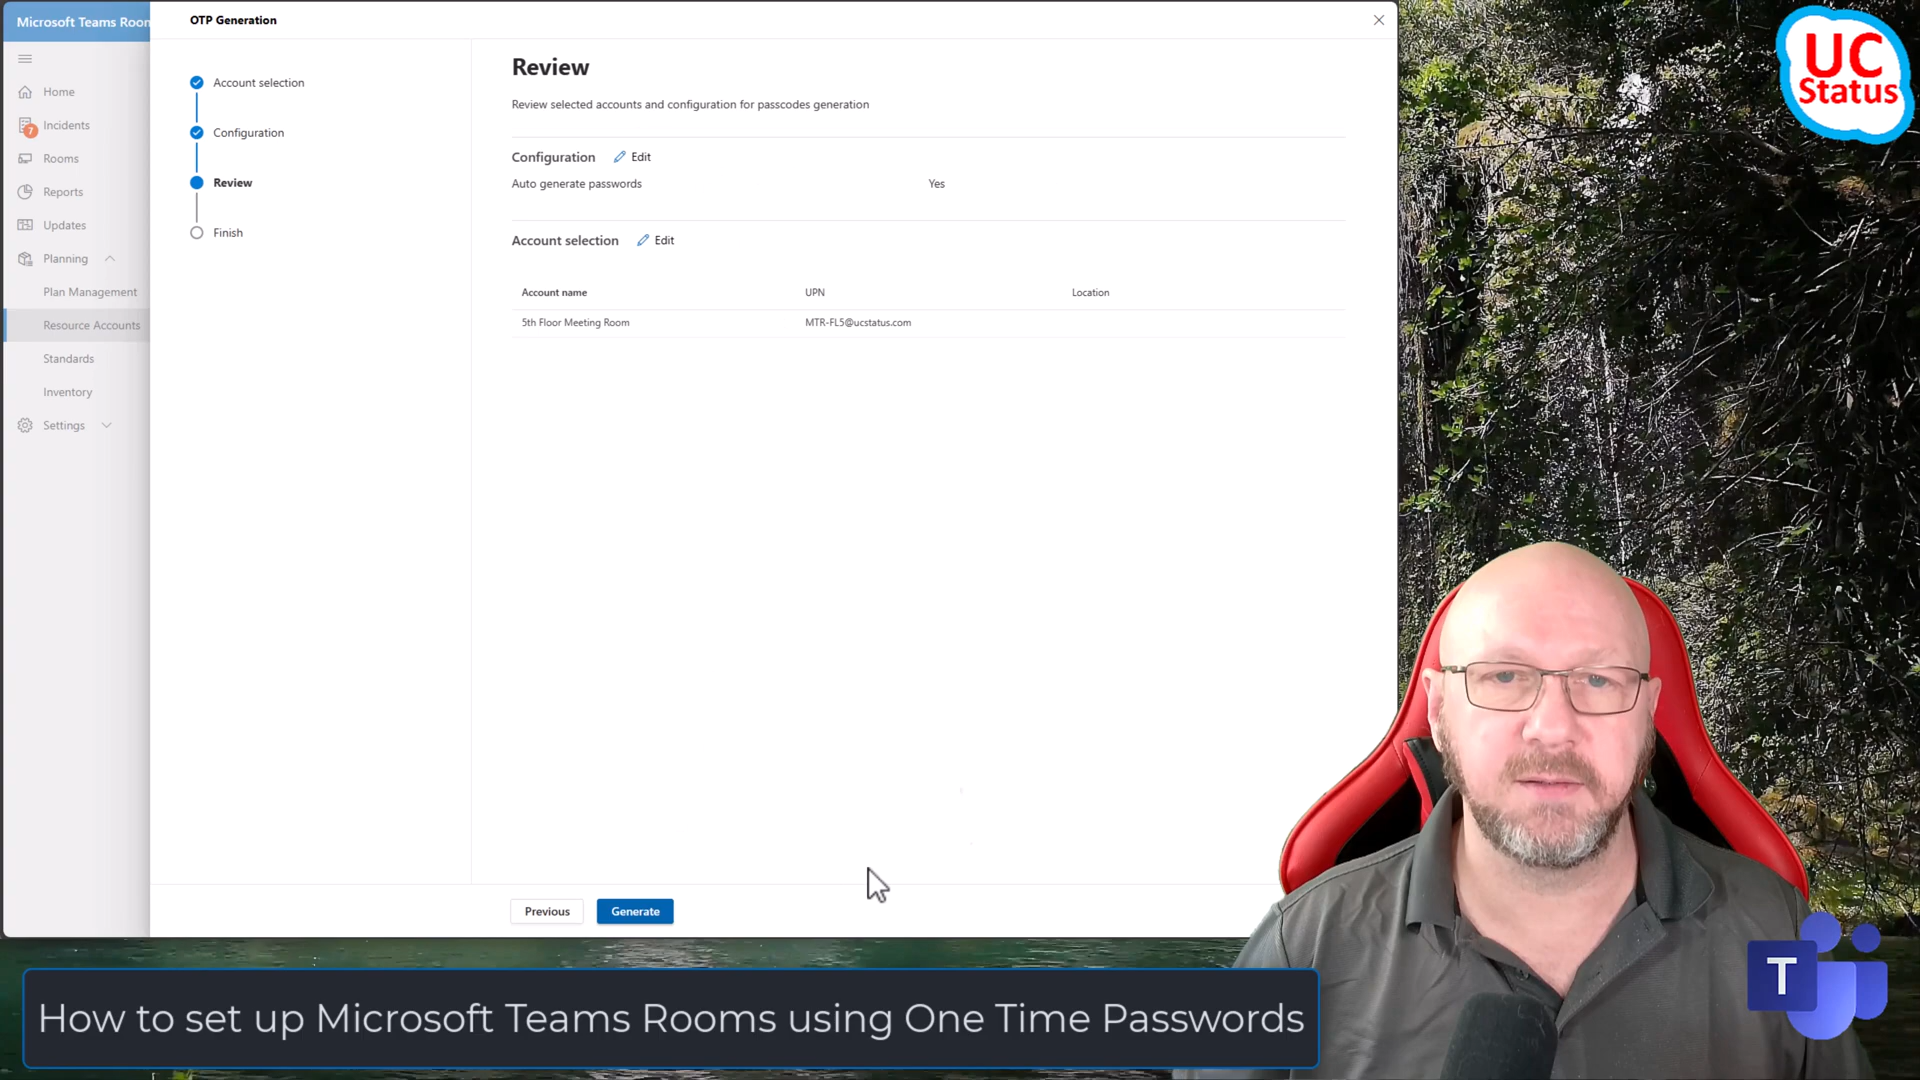 Microsoft Teams Roon
OTP Generation
Home
7
Incidents
Rooms
Reports
Updates
Planning
Plan Management
Resource Accounts
Standards
Inventory
Settings
Account selection
Configuration
Review
Finish
Review
Review selected accounts and configuration for passcodes generation
Configuration Edit
Auto generate passwords Yes
Account selection Edit
Account name UPN Location
5th Floor Meeting Room MTR-FL5@ucstatus.com
Previous Generate
UC
Status
T
How to set up Microsoft Teams Rooms using One Time Passwords